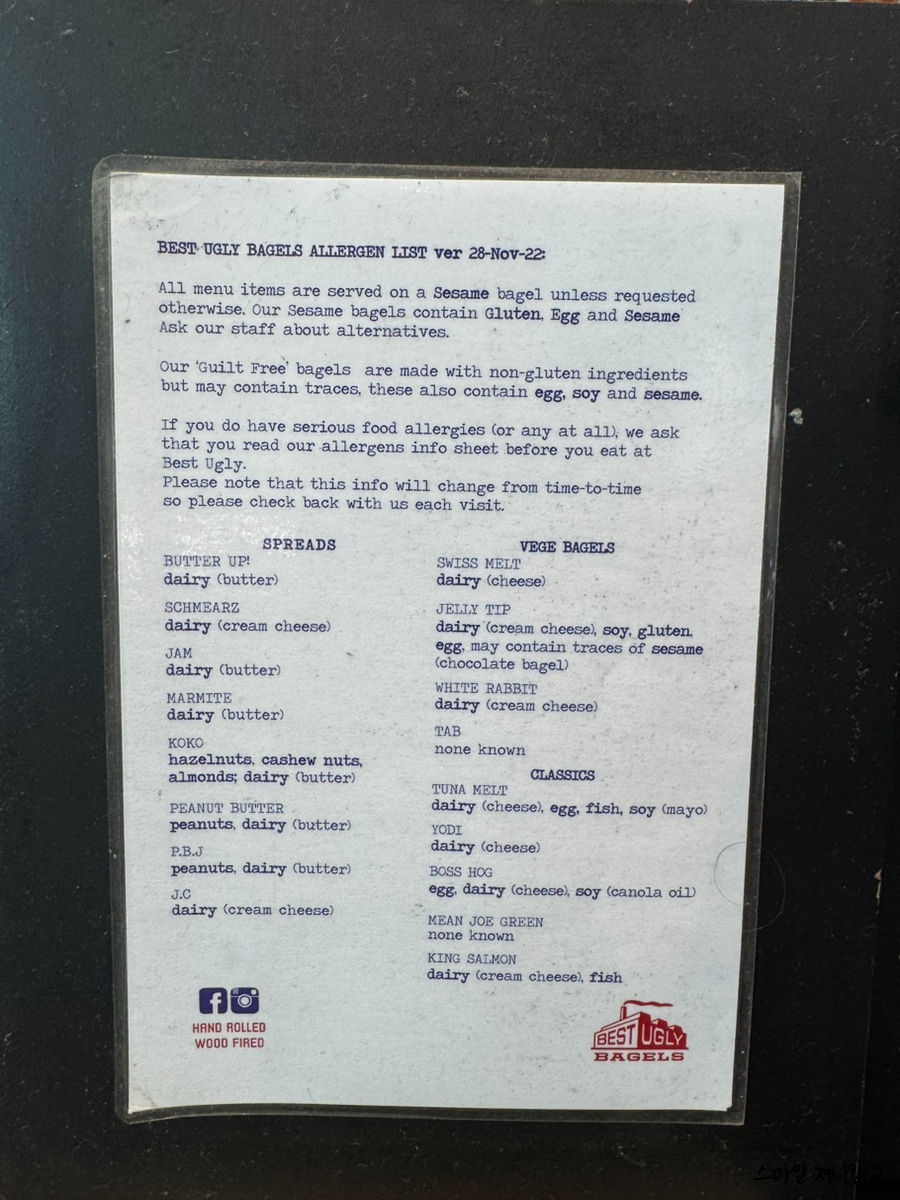 BEST UGLY BAGELS ALLERGEN LIST ver 28-Nov-22:
All menu items are served on a Sesame bagel unless requested
otherwise. Our Sesame bagels contain Gluten, Egg and Sesame
Ask our staff about alternatives.
Our 'Guilt Free' bagels are made with non-gluten ingredients
but may contain traces, these also contain egg, soy and sesame.
If you do have serious food allergies (or any at all), we ask
that you read our allergens info sheet before you eat at
Best Ugly.
Please note that this info will change from time-to-time
so please check back with us each visit.
SPREADS
BUTTER UP!
dairy (butter)
SCHMEARZ
dairy (cream cheese)
JAM
dairy (butter)
MARMITE
dairy (butter)
KOKO
hazelnuts, cashew nuts,
almonds; dairy (butter)
PEANUT BUTTER
peanuts, dairy (butter)
P.B.J
peanuts, dairy (butter)
J.C
dairy (cream cheese)
VEGE BAGELS
SWISS MELT
dairy (cheese)
JELLY TIP
dairy (cream cheese), soy, gluten,
egg, may contain traces of sesame
(chocolate bagel)
WHITE RABBIT
dairy (cream cheese)
TAB
none known
CLASSICS
TUNA MELT
dairy (cheese), egg, fish, soy (mayo)
YODI
dairy (cheese)
BOSS HOG
egg, dairy (cheese), soy (canola oil)
MEAN JOE GREEN
none known
KING SALMON
dairy (cream cheese), fish
HAND ROLLED
WOOD FIRED
BEST UGLY
BAGELS
스마일